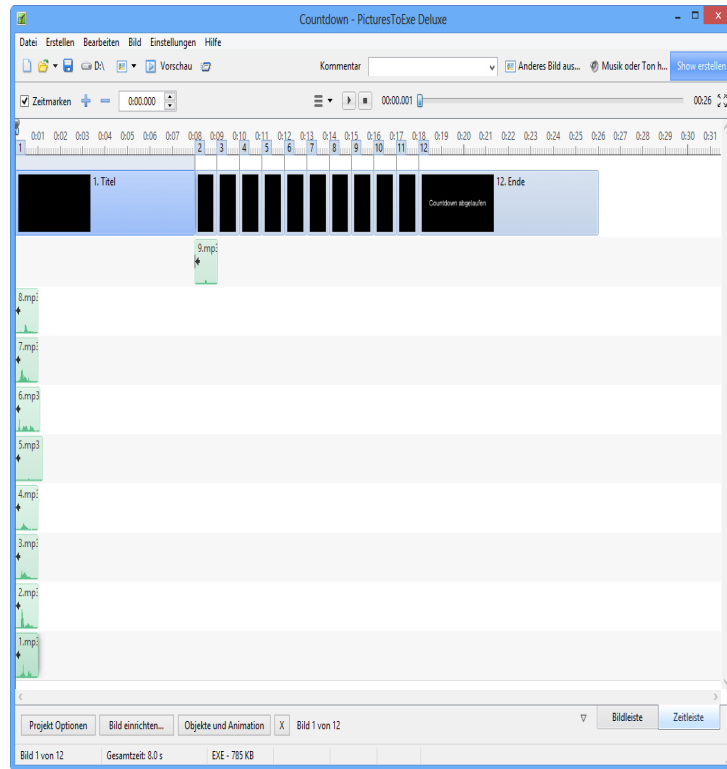 Countdown - PicturesToExe Deluxe
Datei Erstellen Bearbeiten Bild Einstellungen Hilfe
D:\ Vorschau Kommentar Anderes Bild aus... Musik oder Ton h... Show erstellen
Zeitmarken 0:00.000 00:00.001 00:26
0:01 0:02 0:03 0:04 0:05 0:06 0:07 0:08 0:09 0:10 0:11 0:12 0:13 0:14 0:15 0:16 0:17 0:18 0:19 0:20 0:21 0:22 0:23 0:24 0:25 0:26 0:27 0:28 0:29 0:30 0:31
1 2 3 4 5 6 7 8 9 10 11 12
1. Titel 12. Ende
Countdown abgelaufen
9.mp3
8.mp3
7.mp3
6.mp3
5.mp3
4.mp3
3.mp3
2.mp3
1.mp3
Projekt Optionen Bild einrichten... Objekte und Animation X Bild 1 von 12 Bildleiste Zeitleiste
Bild 1 von 12 Gesamtzeit: 8.0 s EXE - 785 KB